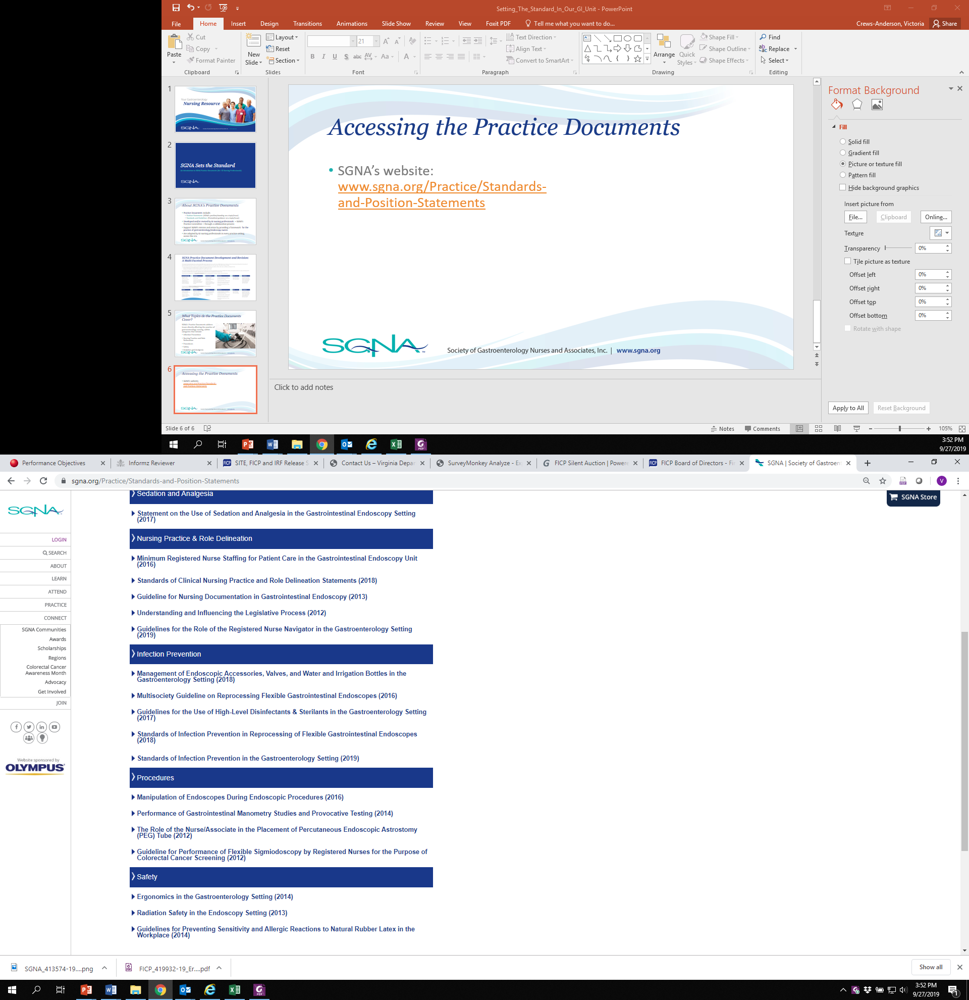 Setting_The_Standard_In_Our_GI_Unit - PowerPoint
File Home Insert Design Transitions Animations Slide Show Review View Foxit PDF Tell me what you want to do... Crews-Anderson, Victoria Share
Paste
Cut
Copy
Format Painter
Clipboard
New Slide
Layout
Reset
Section
Slides
21
B I U S abc AV Aa A
Font
Text Direction
Align Text
Convert to SmartArt
Paragraph
Arrange
Quick Styles
Shape Fill
Shape Outline
Shape Effects
Drawing
Find
Replace
Select
Editing
1
Your Gastroenterology
Nursing Resource
SGNA
2
SGNA Sets the Standard
SGNA
3
About SGNA's Practice Documents
4
SGNA Practice Document Development and Revision:
A Multi-Faceted Process
5
What Topics do the Practice Documents
Cover?
6
Accessing the Practice Documents
Accessing the Practice Documents
• SGNA's website:
www.sgna.org/Practice/Standards-
and-Position-Statements
SGNA™ Society of Gastroenterology Nurses and Associates, Inc. | www.sgna.org
Click to add notes
Format Background
Fill
Solid fill
Gradient fill
Picture or texture fill
Pattern fill
Hide background graphics
Insert picture from
File... Clipboard Online...
Texture
Transparency 0%
Tile picture as texture
Offset left 0%
Offset right 0%
Offset top 0%
Offset bottom 0%
Rotate with shape
Apply to All Reset Background
Slide 6 of 6 Notes Comments 105%
3:52 PM
9/27/2019
Performance Objectives Informz Reviewer SITE, FICP and IRF Release Contact Us – Virginia SurveyMonkey Analyze - FICP Silent Auction | FICP Board of Directors - SGNA | Society of
sgna.org/Practice/Standards-and-Position-Statements
SGNA
LOGIN
SEARCH
ABOUT
LEARN
ATTEND
PRACTICE
CONNECT
SGNA Communities
Awards
Scholarships
Regions
Colorectal Cancer
Awareness Month
Advocacy
Get Involved
JOIN
Website sponsored by
OLYMPUS
SGNA Store
Sedation and Analgesia
Statement on the Use of Sedation and Analgesia in the Gastrointestinal Endoscopy Setting
(2017)
Nursing Practice & Role Delineation
Minimum Registered Nurse Staffing for Patient Care in the Gastrointestinal Endoscopy Unit
(2016)
Standards of Clinical Nursing Practice and Role Delineation Statements (2018)
Guideline for Nursing Documentation in Gastrointestinal Endoscopy (2013)
Understanding and Influencing the Legislative Process (2012)
Guidelines for the Role of the Registered Nurse Navigator in the Gastroenterology Setting
(2019)
Infection Prevention
Management of Endoscopic Accessories, Valves, and Water and Irrigation Bottles in the
Gastroenterology Setting (2018)
Multisociety Guideline on Reprocessing Flexible Gastrointestinal Endoscopes (2016)
Guidelines for the Use of High-Level Disinfectants & Sterilants in the Gastroenterology Setting
(2017)
Standards of Infection Prevention in Reprocessing of Flexible Gastrointestinal Endoscopes
(2018)
Standards of Infection Prevention in the Gastroenterology Setting (2019)
Procedures
Manipulation of Endoscopes During Endoscopic Procedures (2016)
Performance of Gastrointestinal Manometry Studies and Provocative Testing (2014)
The Role of the Nurse/Associate in the Placement of Percutaneous Endoscopic Astrostomy
(PEG) Tube (2012)
Guideline for Performance of Flexible Sigmiodoscopy by Registered Nurses for the Purpose of
Colorectal Cancer Screening (2012)
Safety
Ergonomics in the Gastroenterology Setting (2014)
Radiation Safety in the Endoscopy Setting (2013)
Guidelines for Preventing Sensitivity and Allergic Reactions to Natural Rubber Latex in the
Workplace (2014)
SGNA_413574-19....png FICP_419932-19_Er....pdf Show all
3:52 PM
9/27/2019